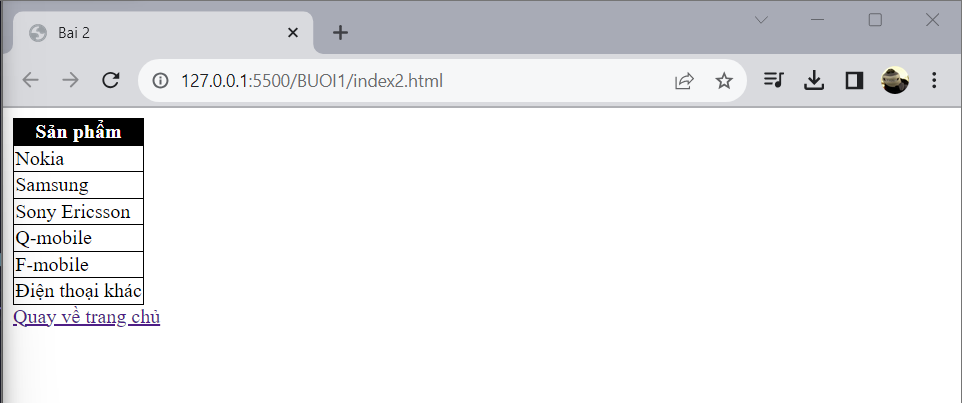 Bai 2
127.0.0.1:5500/BUOI1/index2.html
Sản phẩm
Nokia
Samsung
Sony Ericsson
Q-mobile
F-mobile
Điện thoại khác
Quay về trang chủ